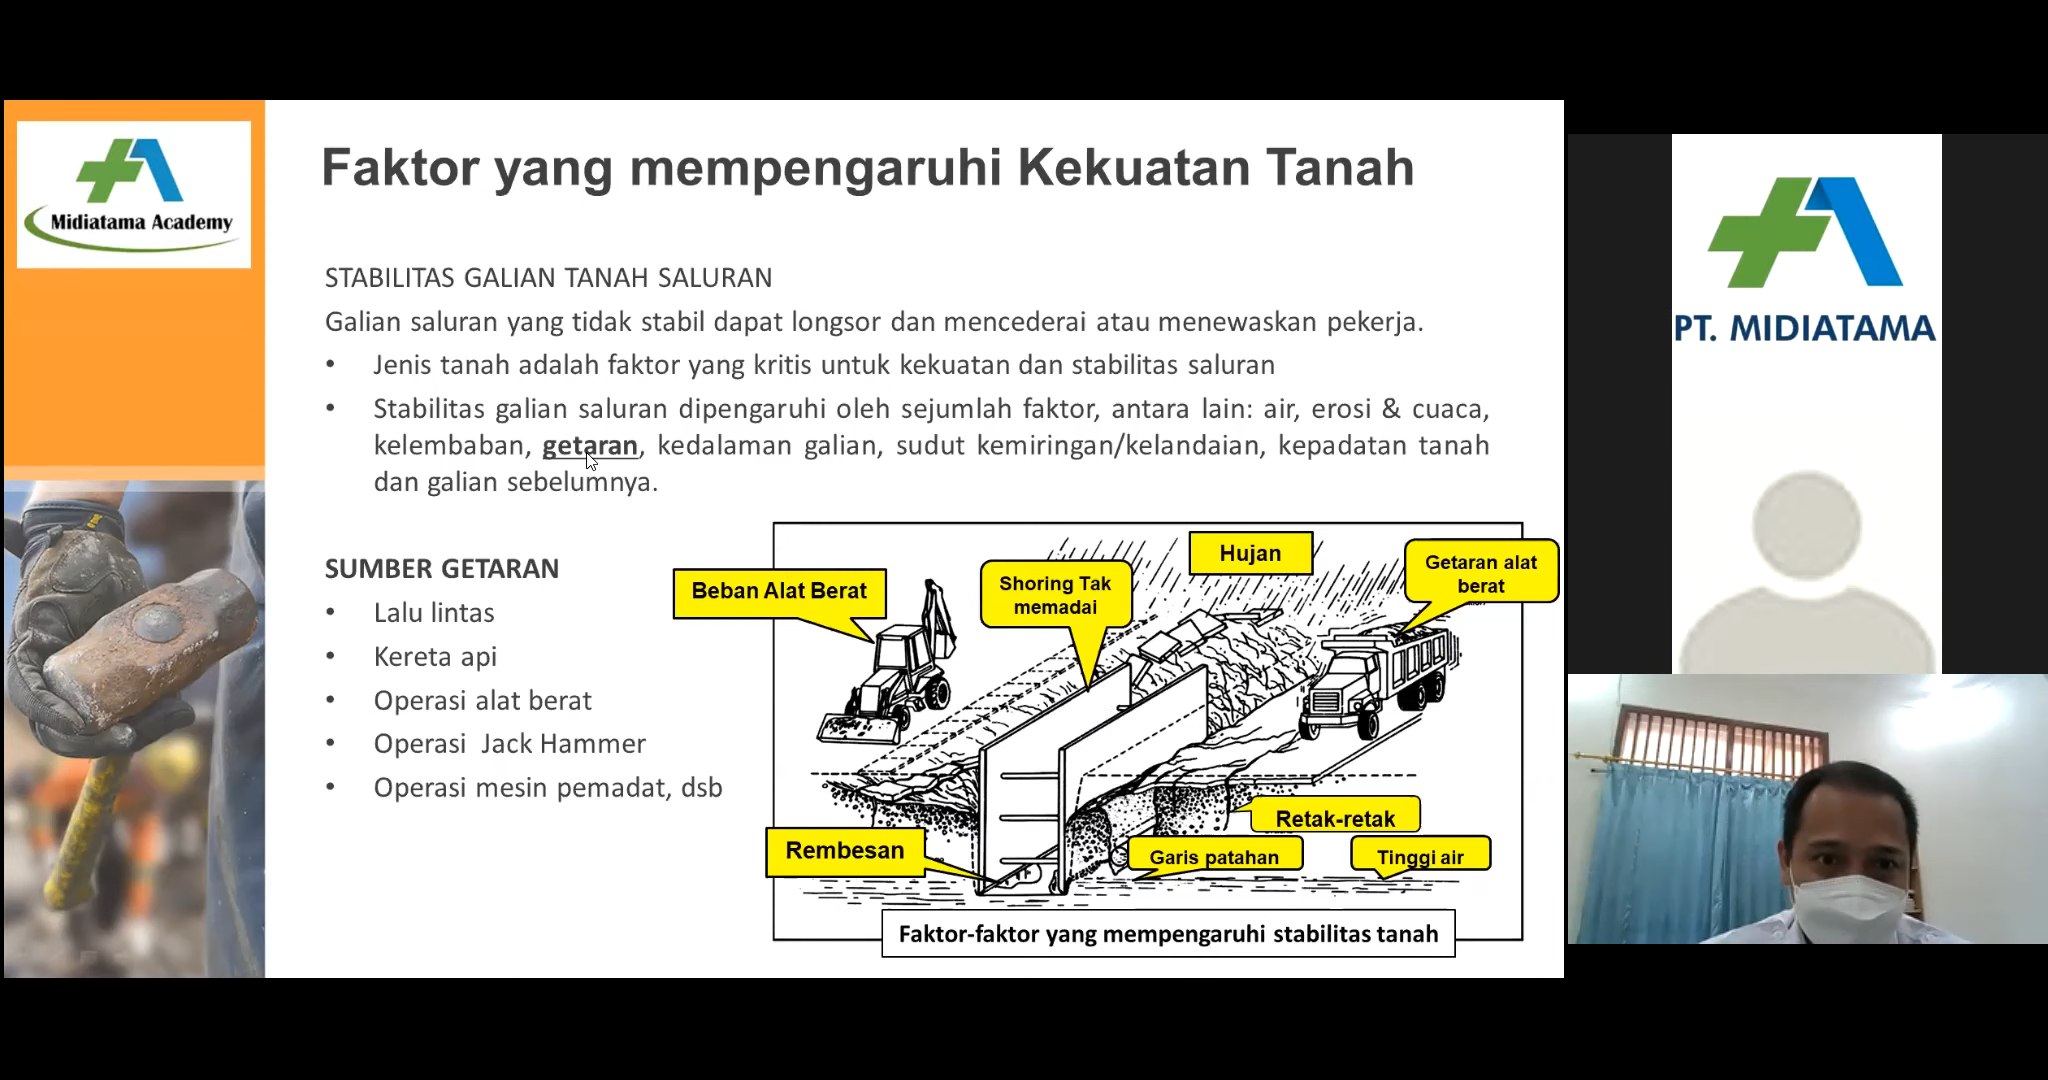 Midiatama Academy
Faktor yang mempengaruhi Kekuatan Tanah
STABILITAS GALIAN TANAH SALURAN
Galian saluran yang tidak stabil dapat longsor dan mencederai atau menewaskan pekerja.
• Jenis tanah adalah faktor yang kritis untuk kekuatan dan stabilitas saluran
• Stabilitas galian saluran dipengaruhi oleh sejumlah faktor, antara lain: air, erosi & cuaca,
kelembaban, getaran, kedalaman galian, sudut kemiringan/kelandaian, kepadatan tanah
dan galian sebelumnya.
SUMBER GETARAN
• Lalu lintas
• Kereta api
• Operasi alat berat
• Operasi Jack Hammer
• Operasi mesin pemadat, dsb
Beban Alat Berat
Shoring Tak
memadai
Hujan
Getaran alat
berat
Rembesan
Retak-retak
Garis patahan
Tinggi air
Faktor-faktor yang mempengaruhi stabilitas tanah
PT. MIDIATAMA